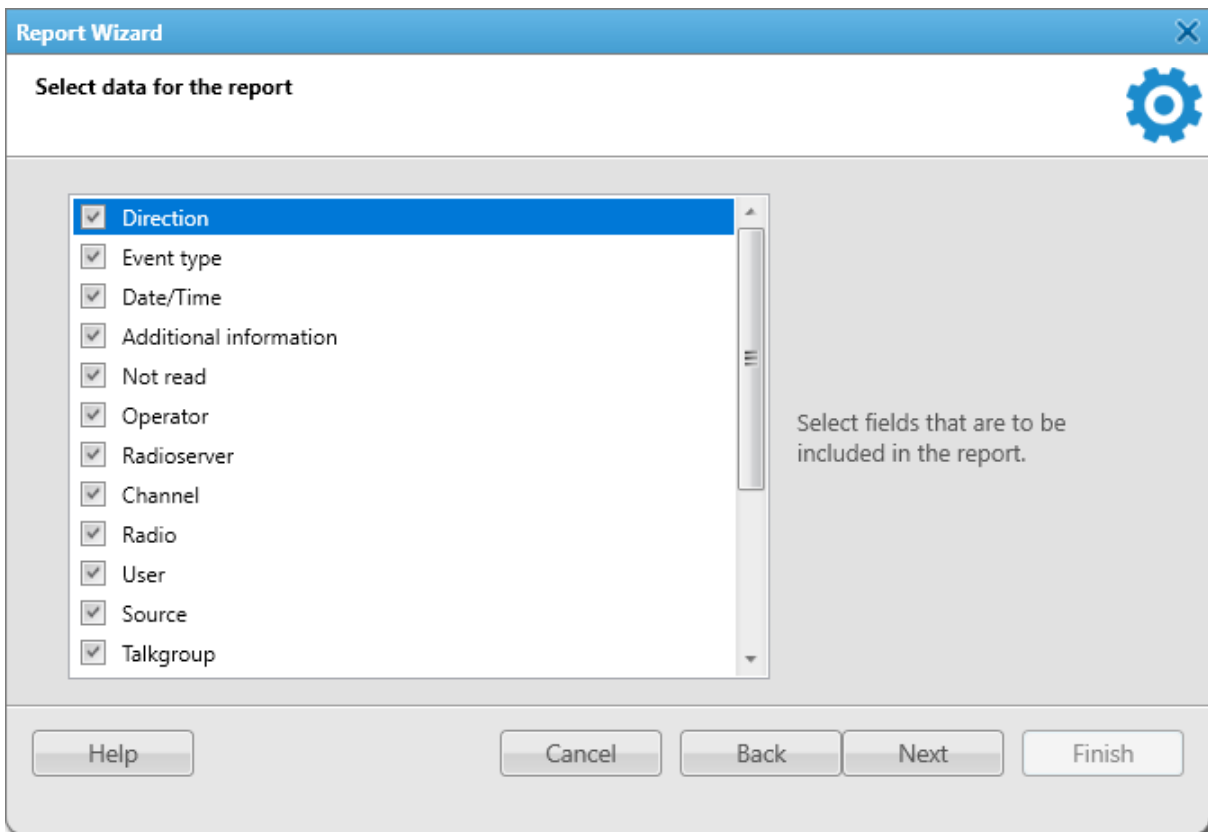 Report Wizard
Select data for the report
Direction
Event type
Date/Time
Additional information
Not read
Operator
Radioserver
Channel
Radio
User
Source
Talkgroup
Select fields that are to be
included in the report.
Help
Cancel
Back
Next
Finish